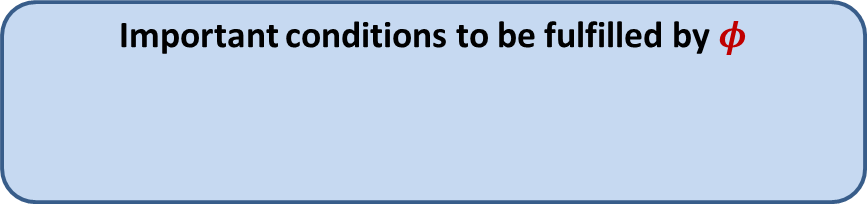 Important conditions to be fulfilled by ϕ